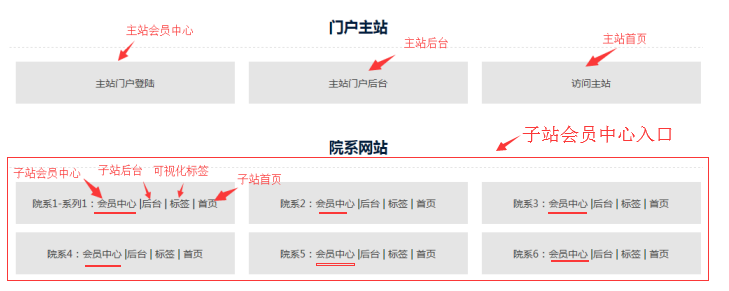 门户主站
主站会员中心
主站后台
主站首页
主站门户登陆
主站门户后台
访问主站
子站会员中心入口
院系网站
子站会员中心
子站后台
可视化标签
子站首页
院系1-系列1：会员中心 |后台 | 标签 | 首页
院系2：会员中心 |后台 | 标签 | 首页
院系3：会员中心 |后台 | 标签 | 首页
院系4：会员中心 |后台 | 标签 | 首页
院系5：会员中心 |后台 | 标签 | 首页
院系6：会员中心 |后台 | 标签 | 首页